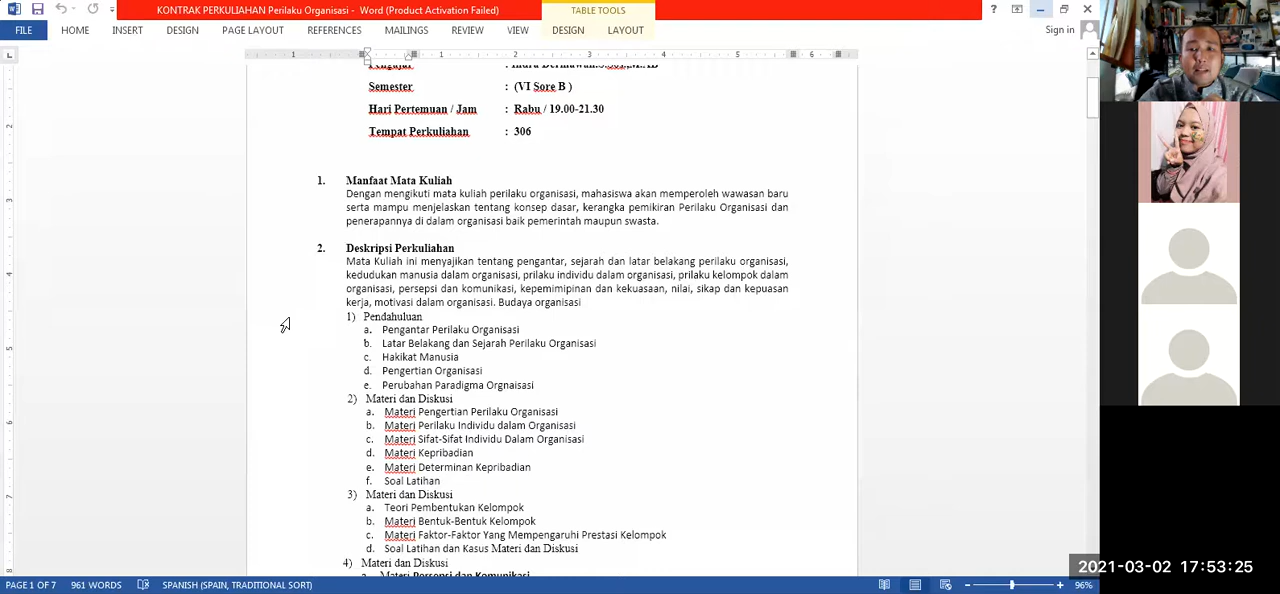 KONTRAK PERKULIAHAN Perilaku Organisasi - Word (Product Activation Failed)
TABLE TOOLS
FILE HOME INSERT DESIGN PAGE LAYOUT REFERENCES MAILINGS REVIEW VIEW DESIGN LAYOUT
Sign in
Semester : (VI Sore B )
Hari Pertemuan / Jam : Rabu / 19.00-21.30
Tempat Perkuliahan : 306
1. Manfaat Mata Kuliah
Dengan mengikuti mata kuliah perilaku organisasi, mahasiswa akan memperoleh wawasan baru
serta mampu menjelaskan tentang konsep dasar, kerangka pemikiran Perilaku Organisasi dan
penerapannya di dalam organisasi baik pemerintah maupun swasta.
2. Deskripsi Perkuliahan
Mata Kuliah ini menyajikan tentang pengantar, sejarah dan latar belakang perilaku organisasi,
kedudukan manusia dalam organisasi, prilaku individu dalam organisasi, prilaku kelompok dalam
organisasi, persepsi dan komunikasi, kepemimipinan dan kekuasaan, nilai, sikap dan kepuasan
kerja, motivasi dalam organisasi. Budaya organisasi
1) Pendahuluan
a. Pengantar Perilaku Organisasi
b. Latar Belakang dan Sejarah Perilaku Organisasi
c. Hakikat Manusia
d. Pengertian Organisasi
e. Perubahan Paradigma Orgnaisasi
2) Materi dan Diskusi
a. Materi Pengertian Perilaku Organisasi
b. Materi Perilaku Individu dalam Organisasi
c. Materi Sifat-Sifat Individu Dalam Organisasi
d. Materi Kepribadian
e. Materi Determinan Kepribadian
f. Soal Latihan
3) Materi dan Diskusi
a. Teori Pembentukan Kelompok
b. Materi Bentuk-Bentuk Kelompok
c. Materi Faktor-Faktor Yang Mempengaruhi Prestasi Kelompok
d. Soal Latihan dan Kasus Materi dan Diskusi
4) Materi dan Diskusi
a. Materi Persepsi dan Komunikasi
PAGE 1 OF 7 961 WORDS SPANISH (SPAIN, TRADITIONAL SORT) 96%
2021-03-02 17:53:25